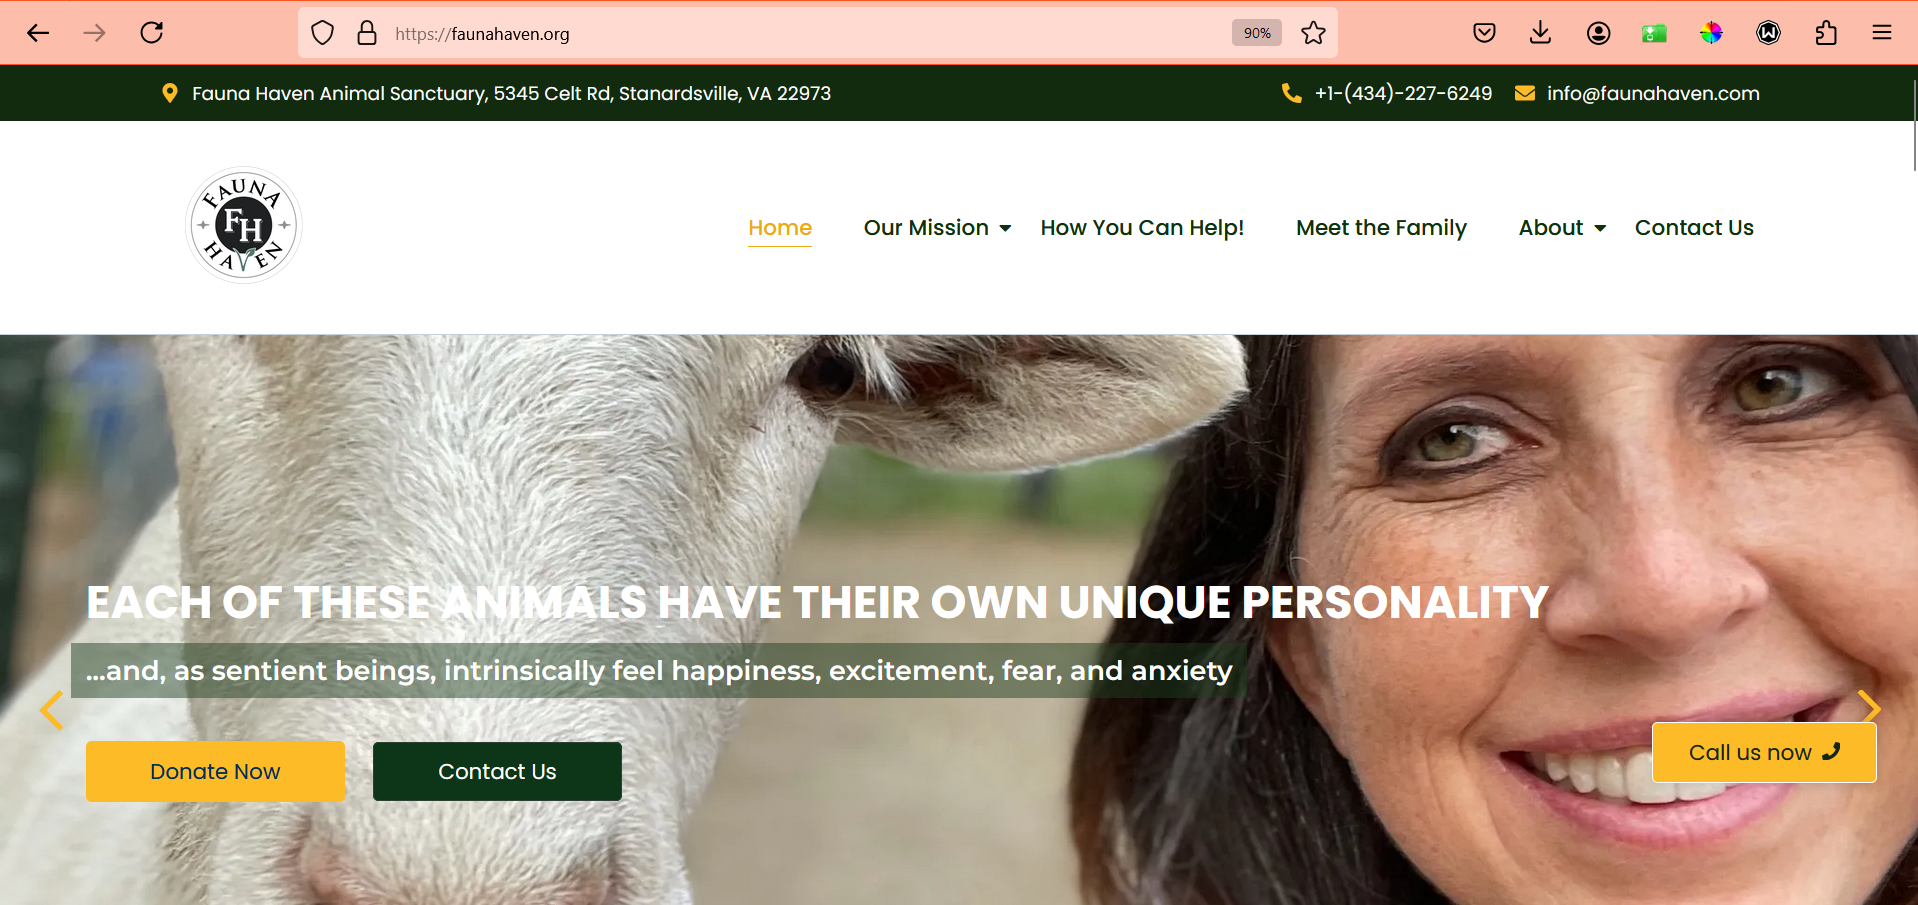 https://faunahaven.org
90%
Fauna Haven Animal Sanctuary, 5345 Celt Rd, Stanardsville, VA 22973
+1-(434)-227-6249
info@faunahaven.com
FAUNA
FH
HAVEN
Home
Our Mission
How You Can Help!
Meet the Family
About
Contact Us
EACH OF THESE ANIMALS HAVE THEIR OWN UNIQUE PERSONALITY
...and, as sentient beings, intrinsically feel happiness, excitement, fear, and anxiety
Donate Now
Contact Us
Call us now